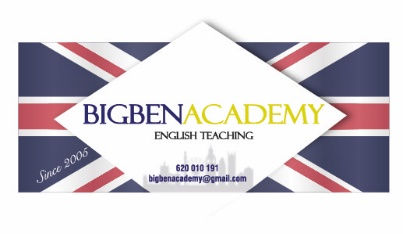 BIGBENACADEMY
ENGLISH TEACHING
Since 2005
620 010 191
bigbenacademy@gmail.com